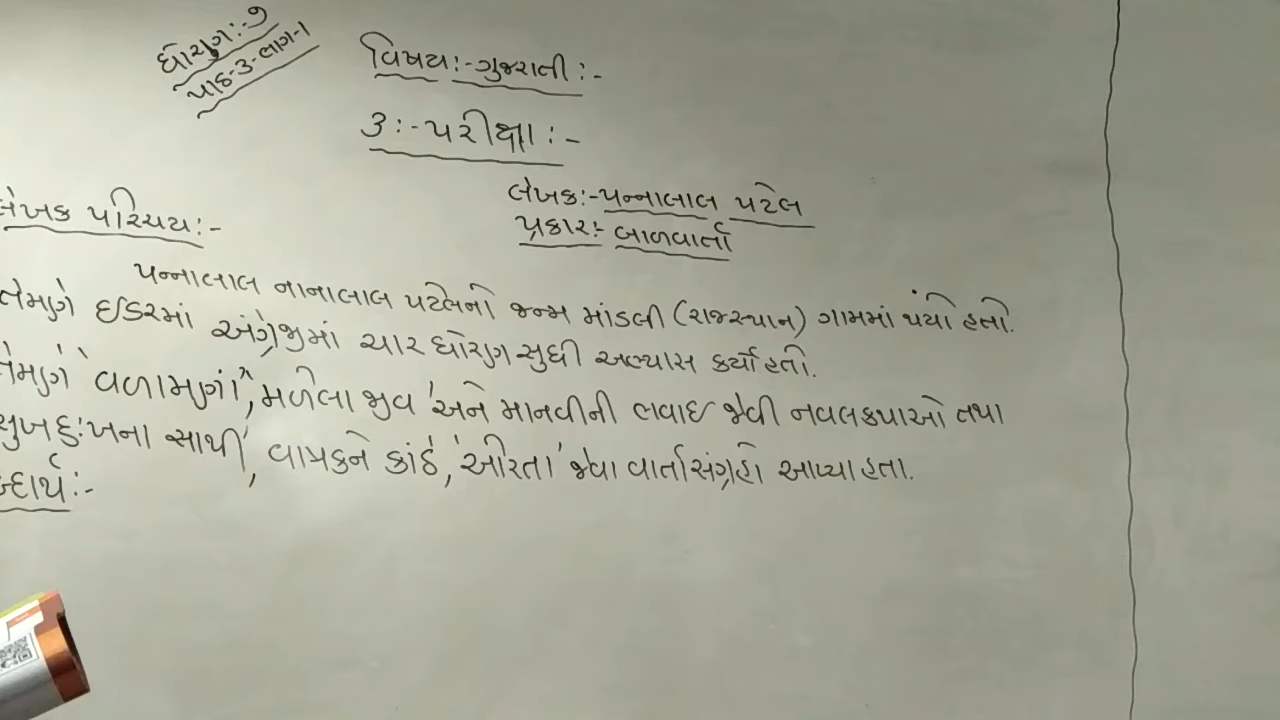 ધોરણ:-૭
પાઠ-૩-ભાગ-૧
વિષય:-ગુજરાતી:-
૩:-પરીક્ષા:-
લેખક:-પન્નાલાલ પટેલ
પ્રકાર:- બાળવાર્તા
લેખક પરિચય:-
પન્નાલાલ નાનાલાલ પટેલનો જન્મ માંડલી (રાજસ્થાન) ગામમાં થયો હતો.
તેમણે ઈડરમાં અંગ્રેજીમાં ચાર ધોરણ સુધી અભ્યાસ કર્યો હતો.
તેમણે 'વળામણાં', મળેલા જીવ' અને માનવીની ભવાઈ જેવી નવલકથાઓ તથા
સુખદુ:ખના સાથી', વાત્રકને કાંઠે, 'ઓરતા' જેવા વાર્તાસંગ્રહો આપ્યા હતા.
બ્દાર્થ:-